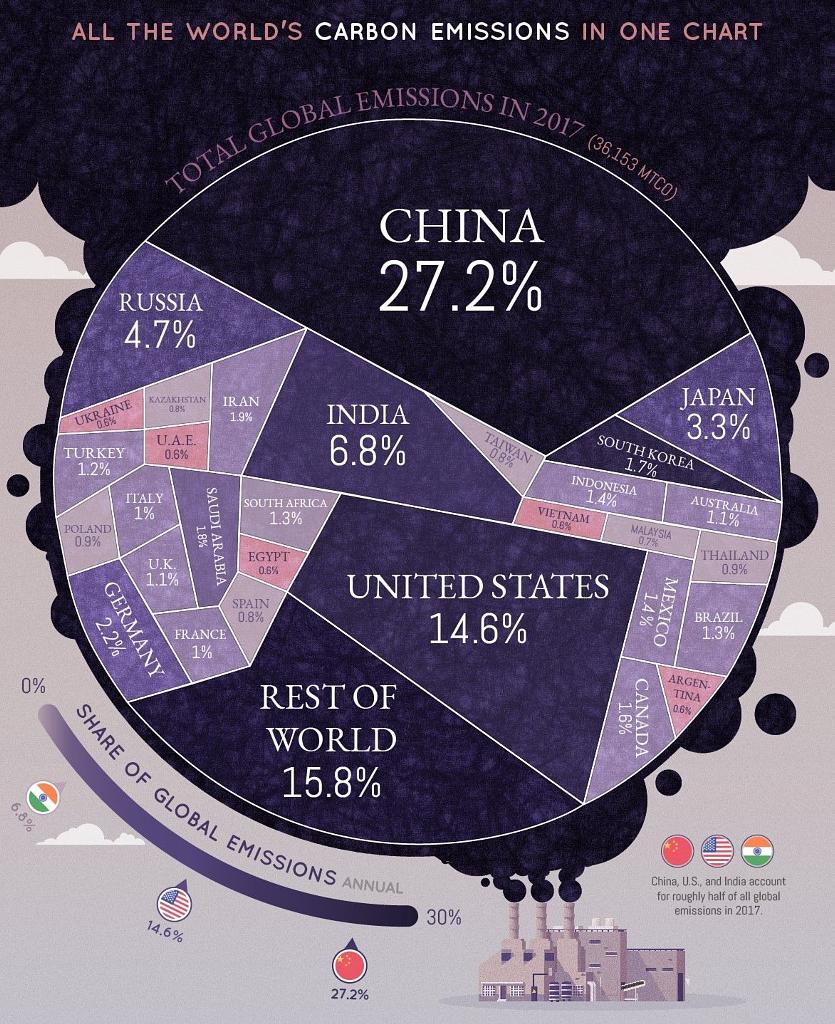 ALL THE WORLD'S CARBON EMISSIONS IN ONE CHART
TOTAL GLOBAL EMISSIONS IN 2017 (36,153 MTCO)
CHINA
27.2%
RUSSIA
4.7%
JAPAN
3.3%
SOUTH KOREA
1.7%
INDIA
6.8%
TAIWAN
0.8%
IRAN
1.9%
KAZAKHSTAN
0.8%
UKRAINE
0.6%
U.A.E.
0.6%
TURKEY
1.2%
INDONESIA
1.4%
AUSTRALIA
1.1%
VIETNAM
0.6%
MALAYSIA
0.7%
THAILAND
0.9%
ITALY
1%
SAUDI ARABIA
1.8%
SOUTH AFRICA
1.3%
POLAND
0.9%
U.K.
1.1%
EGYPT
0.6%
SPAIN
0.8%
GERMANY
2.2%
FRANCE
1%
UNITED STATES
14.6%
MEXICO
1.4%
BRAZIL
1.3%
ARGEN-
TINA
0.6%
CANADA
1.6%
REST OF
WORLD
15.8%
0%
SHARE OF GLOBAL EMISSIONS ANNUAL
30%
6.8%
14.6%
27.2%
China, U.S., and India account
for roughly half of all global
emissions in 2017.